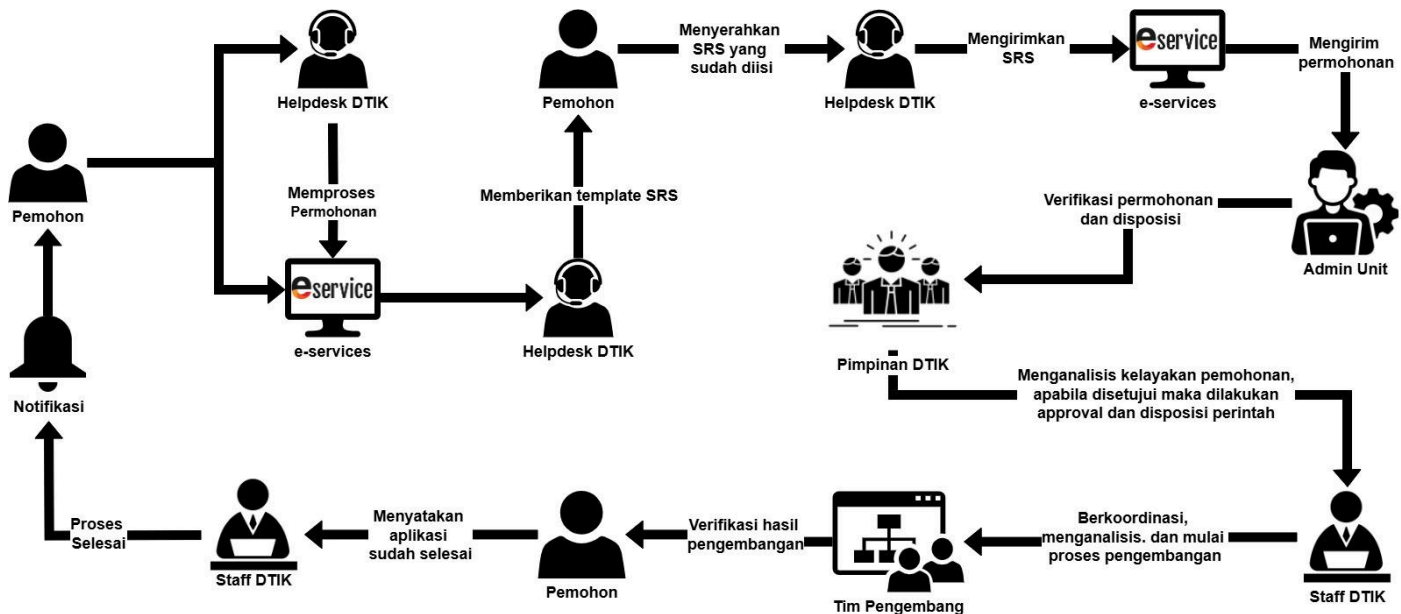 Pemohon
Helpdesk DTIK
Memproses
Permohonan
eservice
e-services
Helpdesk DTIK
Memberikan template SRS
Pemohon
Menyerahkan
SRS yang
sudah diisi
Helpdesk DTIK
Mengirimkan
SRS
eservice
e-services
Mengirim
permohonan
Admin Unit
Verifikasi permohonan
dan disposisi
Pimpinan DTIK
Menganalisis kelayakan pemohonan,
apabila disetujui maka dilakukan
approval dan disposisi perintah
Staff DTIK
Berkoordinasi,
menganalisis. dan mulai
proses pengembangan
Tim Pengembang
Verifikasi hasil
pengembangan
Pemohon
Menyatakan
aplikasi
sudah selesai
Staff DTIK
Proses
Selesai
Notifikasi